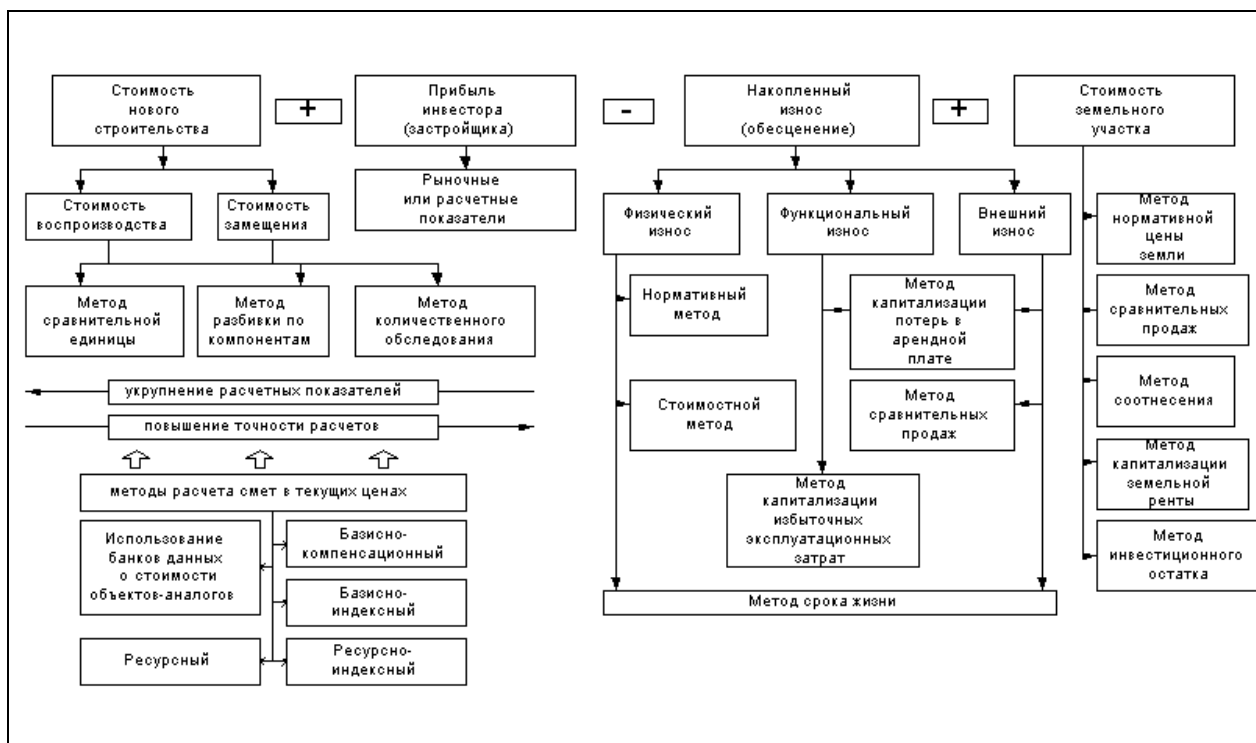 Стоимость
нового
строительства
+
Прибыль
инвестора
(застройщика)
-
Накопленный
износ
(обесценение)
+
Стоимость
земельного
участка
Рыночные
или расчетные
показатели
Стоимость
воспроизводства
Стоимость
замещения
Физический
износ
Функциональный
износ
Внешний
износ
Метод
сравнительной
единицы
Метод
разбивки по
компонентам
Метод
количественного
обследования
укрупнение расчетных показателей
повышение точности расчетов
методы расчета смет в текущих ценах
Использование
банков данных
о стоимости
объектов-аналогов
Базисно-
компенсационный
Базисно-
индексный
Ресурсный
Ресурсно-
индексный
Нормативный
метод
Стоимостной
метод
Метод
капитализации
потерь в
арендной
плате
Метод
сравнительных
продаж
Метод
капитализации
избыточных
эксплуатационных
затрат
Метод срока жизни
Метод
нормативной
цены
земли
Метод
сравнительных
продаж
Метод
соотнесения
Метод
капитализации
земельной
ренты
Метод
инвестиционного
остатка